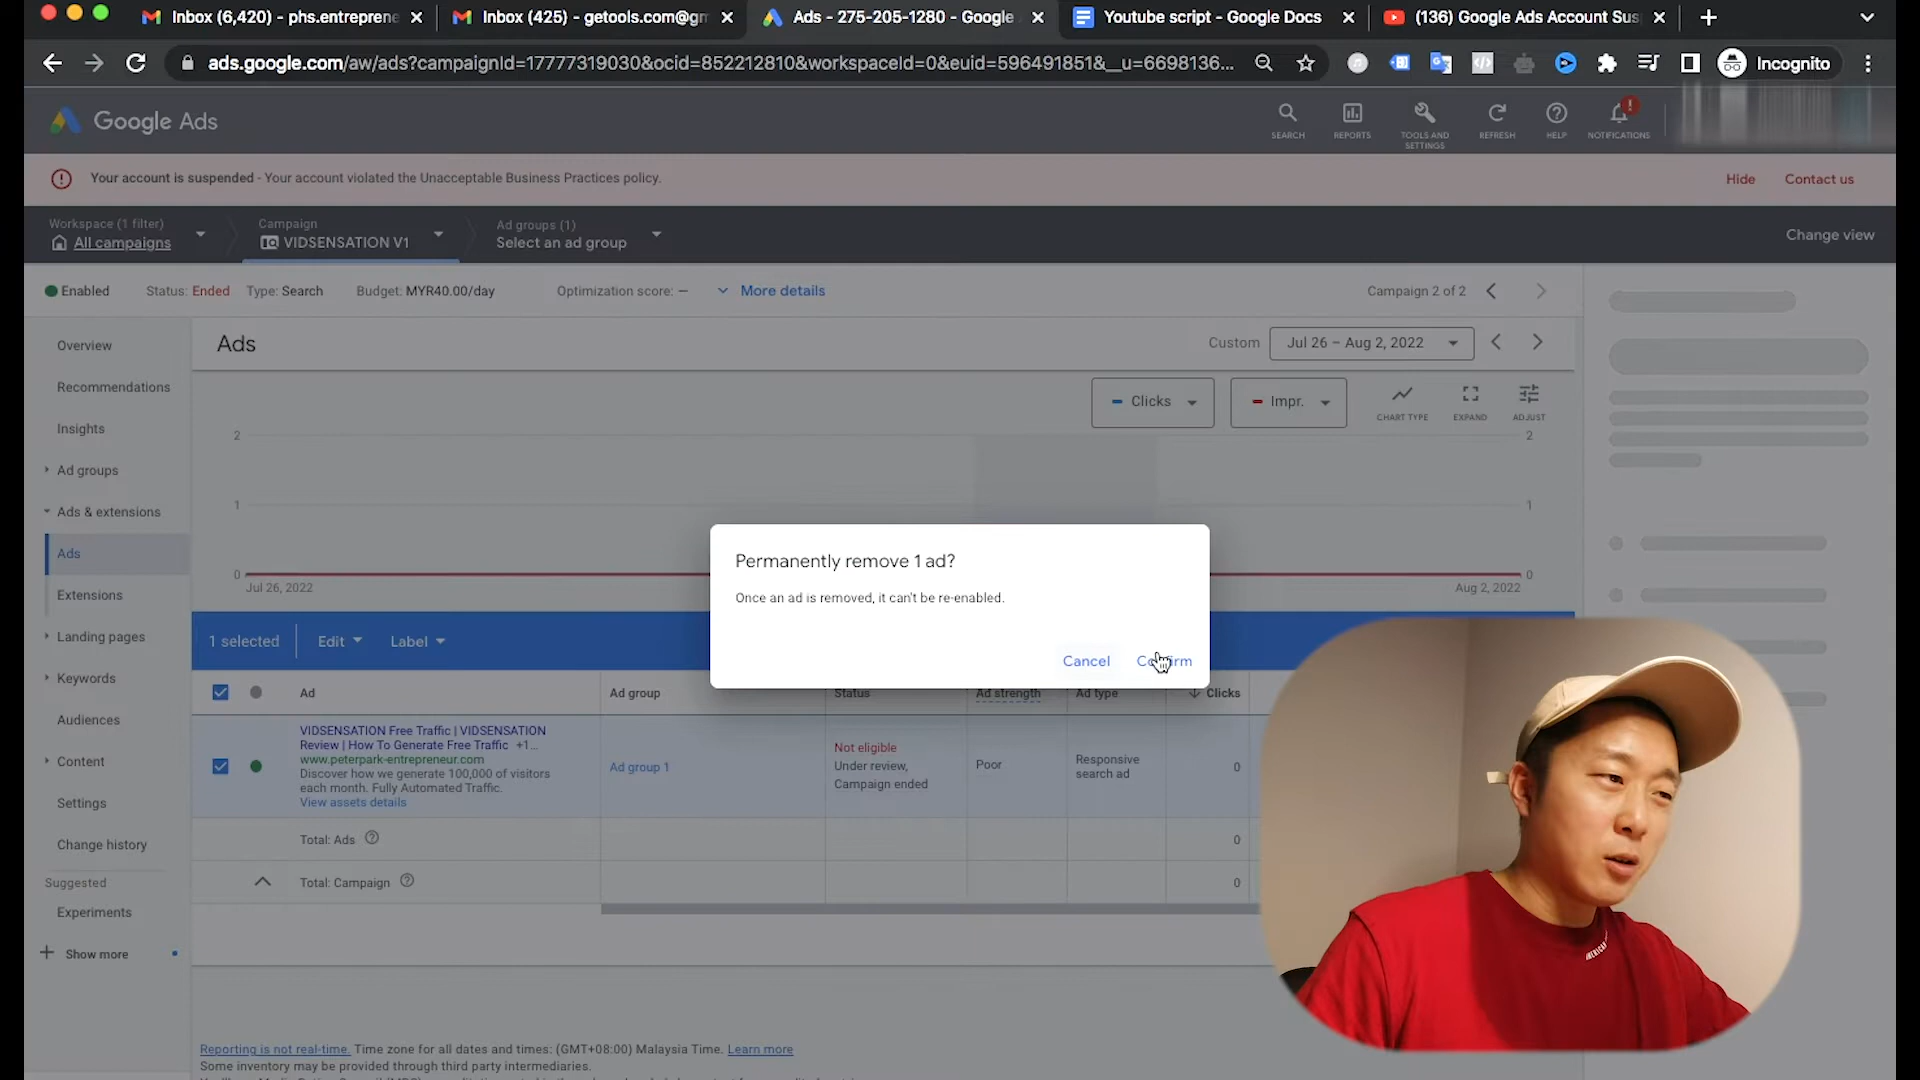 Inbox (6,420) - phs.entreprene
Inbox (425) - getools.com@gm
Ads - 275-205-1280 - Google
Youtube script - Google Docs
(136) Google Ads Account Sus
ads.google.com/aw/ads?campaignId=17777319030&ocid=852212810&workspaceId=0&euid=596491851&__u=6698136...
Incognito
Google Ads
SEARCH
REPORTS
TOOLS AND
SETTINGS
REFRESH
HELP
NOTIFICATIONS
Your account is suspended - Your account violated the Unacceptable Business Practices policy.
Hide
Contact us
Workspace (1 filter)
All campaigns
Campaign
VIDSENSATION V1
Ad groups (1)
Select an ad group
Change view
Enabled
Status: Ended
Type: Search
Budget: MYR40.00/day
Optimization score: —
More details
Campaign 2 of 2
Overview
Recommendations
Insights
Ad groups
Ads & extensions
Ads
Extensions
Landing pages
Keywords
Audiences
Content
Settings
Change history
Suggested
Experiments
Show more
Ads
Custom
Jul 26 – Aug 2, 2022
Clicks
Impr.
CHART TYPE
EXPAND
ADJUST
2
2
1
1
0
0
Jul 26, 2022
Aug 2, 2022
Permanently remove 1 ad?
Once an ad is removed, it can't be re-enabled.
Cancel
Confirm
1 selected
Edit
Label
Ad
Ad group
Status
Ad strength
Ad type
Clicks
VIDSENSATION Free Traffic | VIDSENSATION
Review | How To Generate Free Traffic +1...
www.peterpark-entrepreneur.com
Discover how we generate 100,000 of visitors
each month. Fully Automated Traffic.
View assets details
Ad group 1
Not eligible
Under review,
Campaign ended
Poor
Responsive
search ad
0
Total: Ads
0
Total: Campaign
0
Reporting is not real-time. Time zone for all dates and times: (GMT+08:00) Malaysia Time. Learn more
Some inventory may be provided through third party intermediaries.
AMERICAN